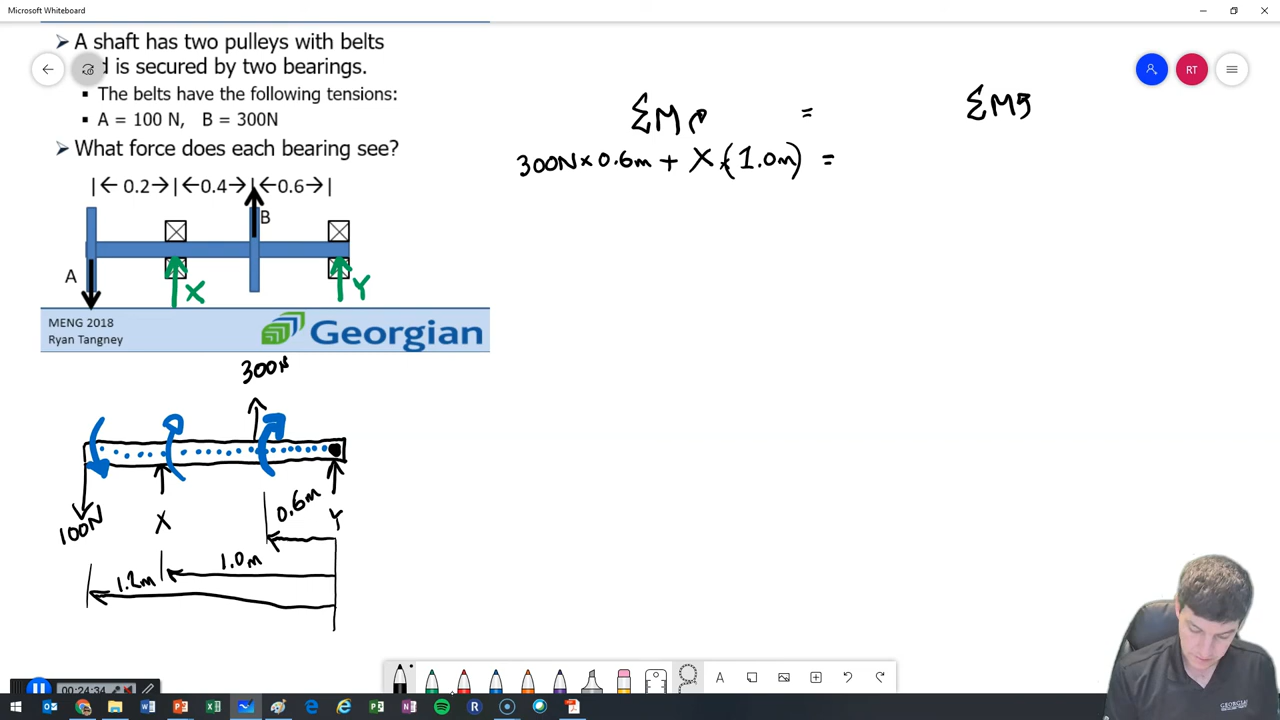 Microsoft Whiteboard
➢ A shaft has two pulleys with belts
d is secured by two bearings.
▪ The belts have the following tensions:
▪ A = 100 N, B = 300N
➢ What force does each bearing see?
|← 0.2→|←0.4→|←0.6→|
B
A
X
Y
MENG 2018
Ryan Tangney
Georgian
RT
ΣM↷ = ΣM↶
300N×0.6m + X·(1.0m) =
300N
100N
X
0.6m
Y
1.0m
1.2m
00:24:34
A
GEORGIAN